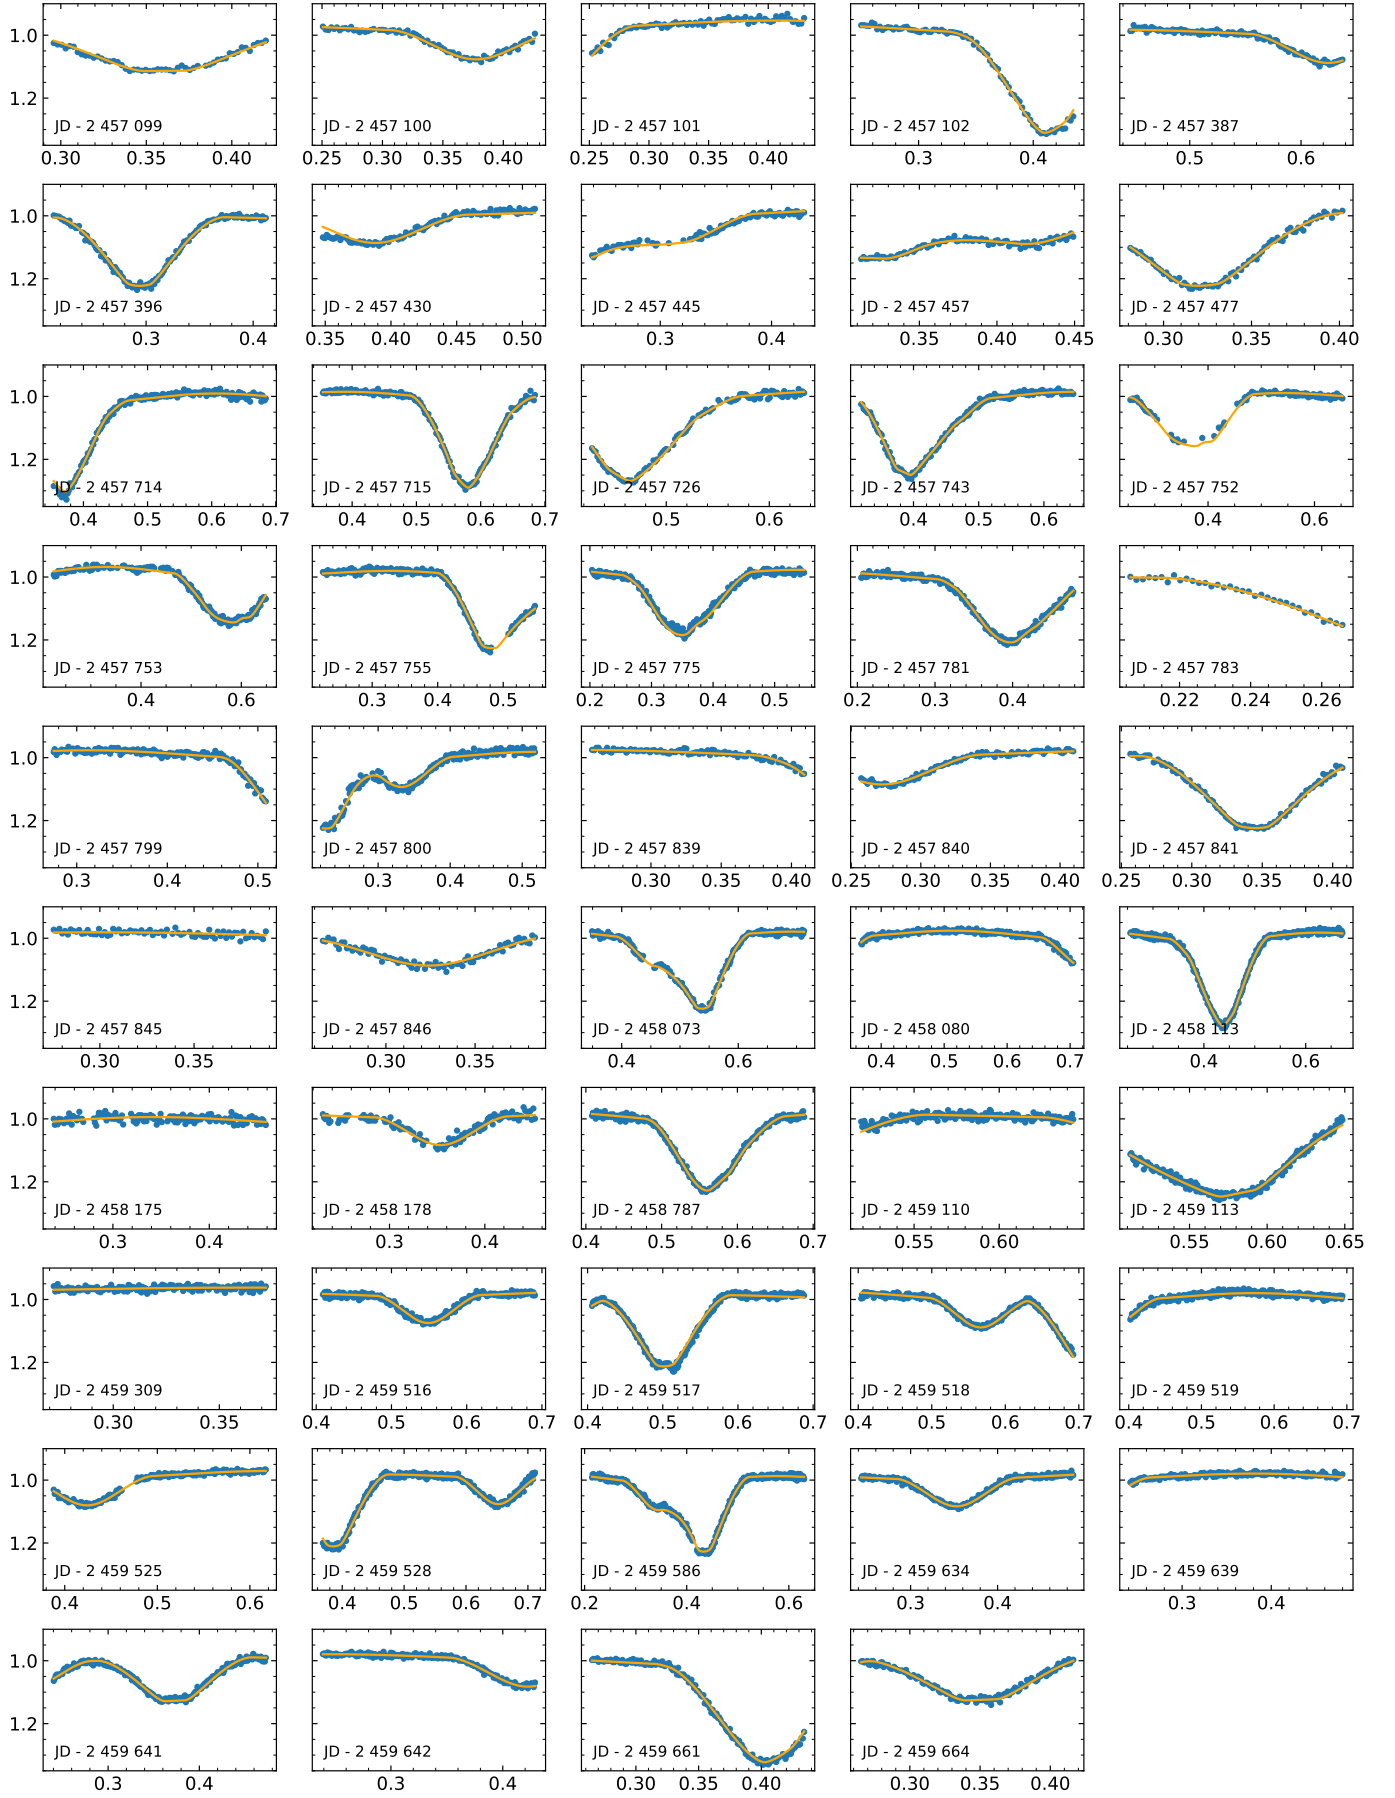 1.0
1.2
JD - 2 457 099
JD - 2 457 100
JD - 2 457 101
JD - 2 457 102
JD - 2 457 387
0.30 0.35 0.40
0.25 0.30 0.35 0.40
0.25 0.30 0.35 0.40
0.3 0.4
0.5 0.6
1.0
1.2
JD - 2 457 396
JD - 2 457 430
JD - 2 457 445
JD - 2 457 457
JD - 2 457 477
0.3 0.4
0.35 0.40 0.45 0.50
0.3 0.4
0.35 0.40 0.45
0.30 0.35 0.40
1.0
1.2
JD - 2 457 714
JD - 2 457 715
JD - 2 457 726
JD - 2 457 743
JD - 2 457 752
0.4 0.5 0.6 0.7
0.4 0.5 0.6 0.7
0.5 0.6
0.4 0.5 0.6
0.4 0.6
1.0
1.2
JD - 2 457 753
JD - 2 457 755
JD - 2 457 775
JD - 2 457 781
JD - 2 457 783
0.4 0.6
0.3 0.4 0.5
0.2 0.3 0.4 0.5
0.2 0.3 0.4
0.22 0.24 0.26
1.0
1.2
JD - 2 457 799
JD - 2 457 800
JD - 2 457 839
JD - 2 457 840
JD - 2 457 841
0.3 0.4 0.5
0.3 0.4 0.5
0.30 0.35 0.40
0.25 0.30 0.35 0.40
0.25 0.30 0.35 0.40
1.0
1.2
JD - 2 457 845
JD - 2 457 846
JD - 2 458 073
JD - 2 458 080
JD - 2 458 113
0.30 0.35
0.30 0.35
0.4 0.6
0.4 0.5 0.6 0.7
0.4 0.6
1.0
1.2
JD - 2 458 175
JD - 2 458 178
JD - 2 458 787
JD - 2 459 110
JD - 2 459 113
0.3 0.4
0.3 0.4
0.4 0.5 0.6 0.7
0.55 0.60
0.55 0.60 0.65
1.0
1.2
JD - 2 459 309
JD - 2 459 516
JD - 2 459 517
JD - 2 459 518
JD - 2 459 519
0.30 0.35
0.4 0.5 0.6 0.7
0.4 0.5 0.6 0.7
0.4 0.5 0.6 0.7
0.4 0.5 0.6 0.7
1.0
1.2
JD - 2 459 525
JD - 2 459 528
JD - 2 459 586
JD - 2 459 634
JD - 2 459 639
0.4 0.5 0.6
0.4 0.5 0.6 0.7
0.2 0.4 0.6
0.3 0.4
0.3 0.4
1.0
1.2
JD - 2 459 641
JD - 2 459 642
JD - 2 459 661
JD - 2 459 664
0.3 0.4
0.3 0.4
0.30 0.35 0.40
0.30 0.35 0.40